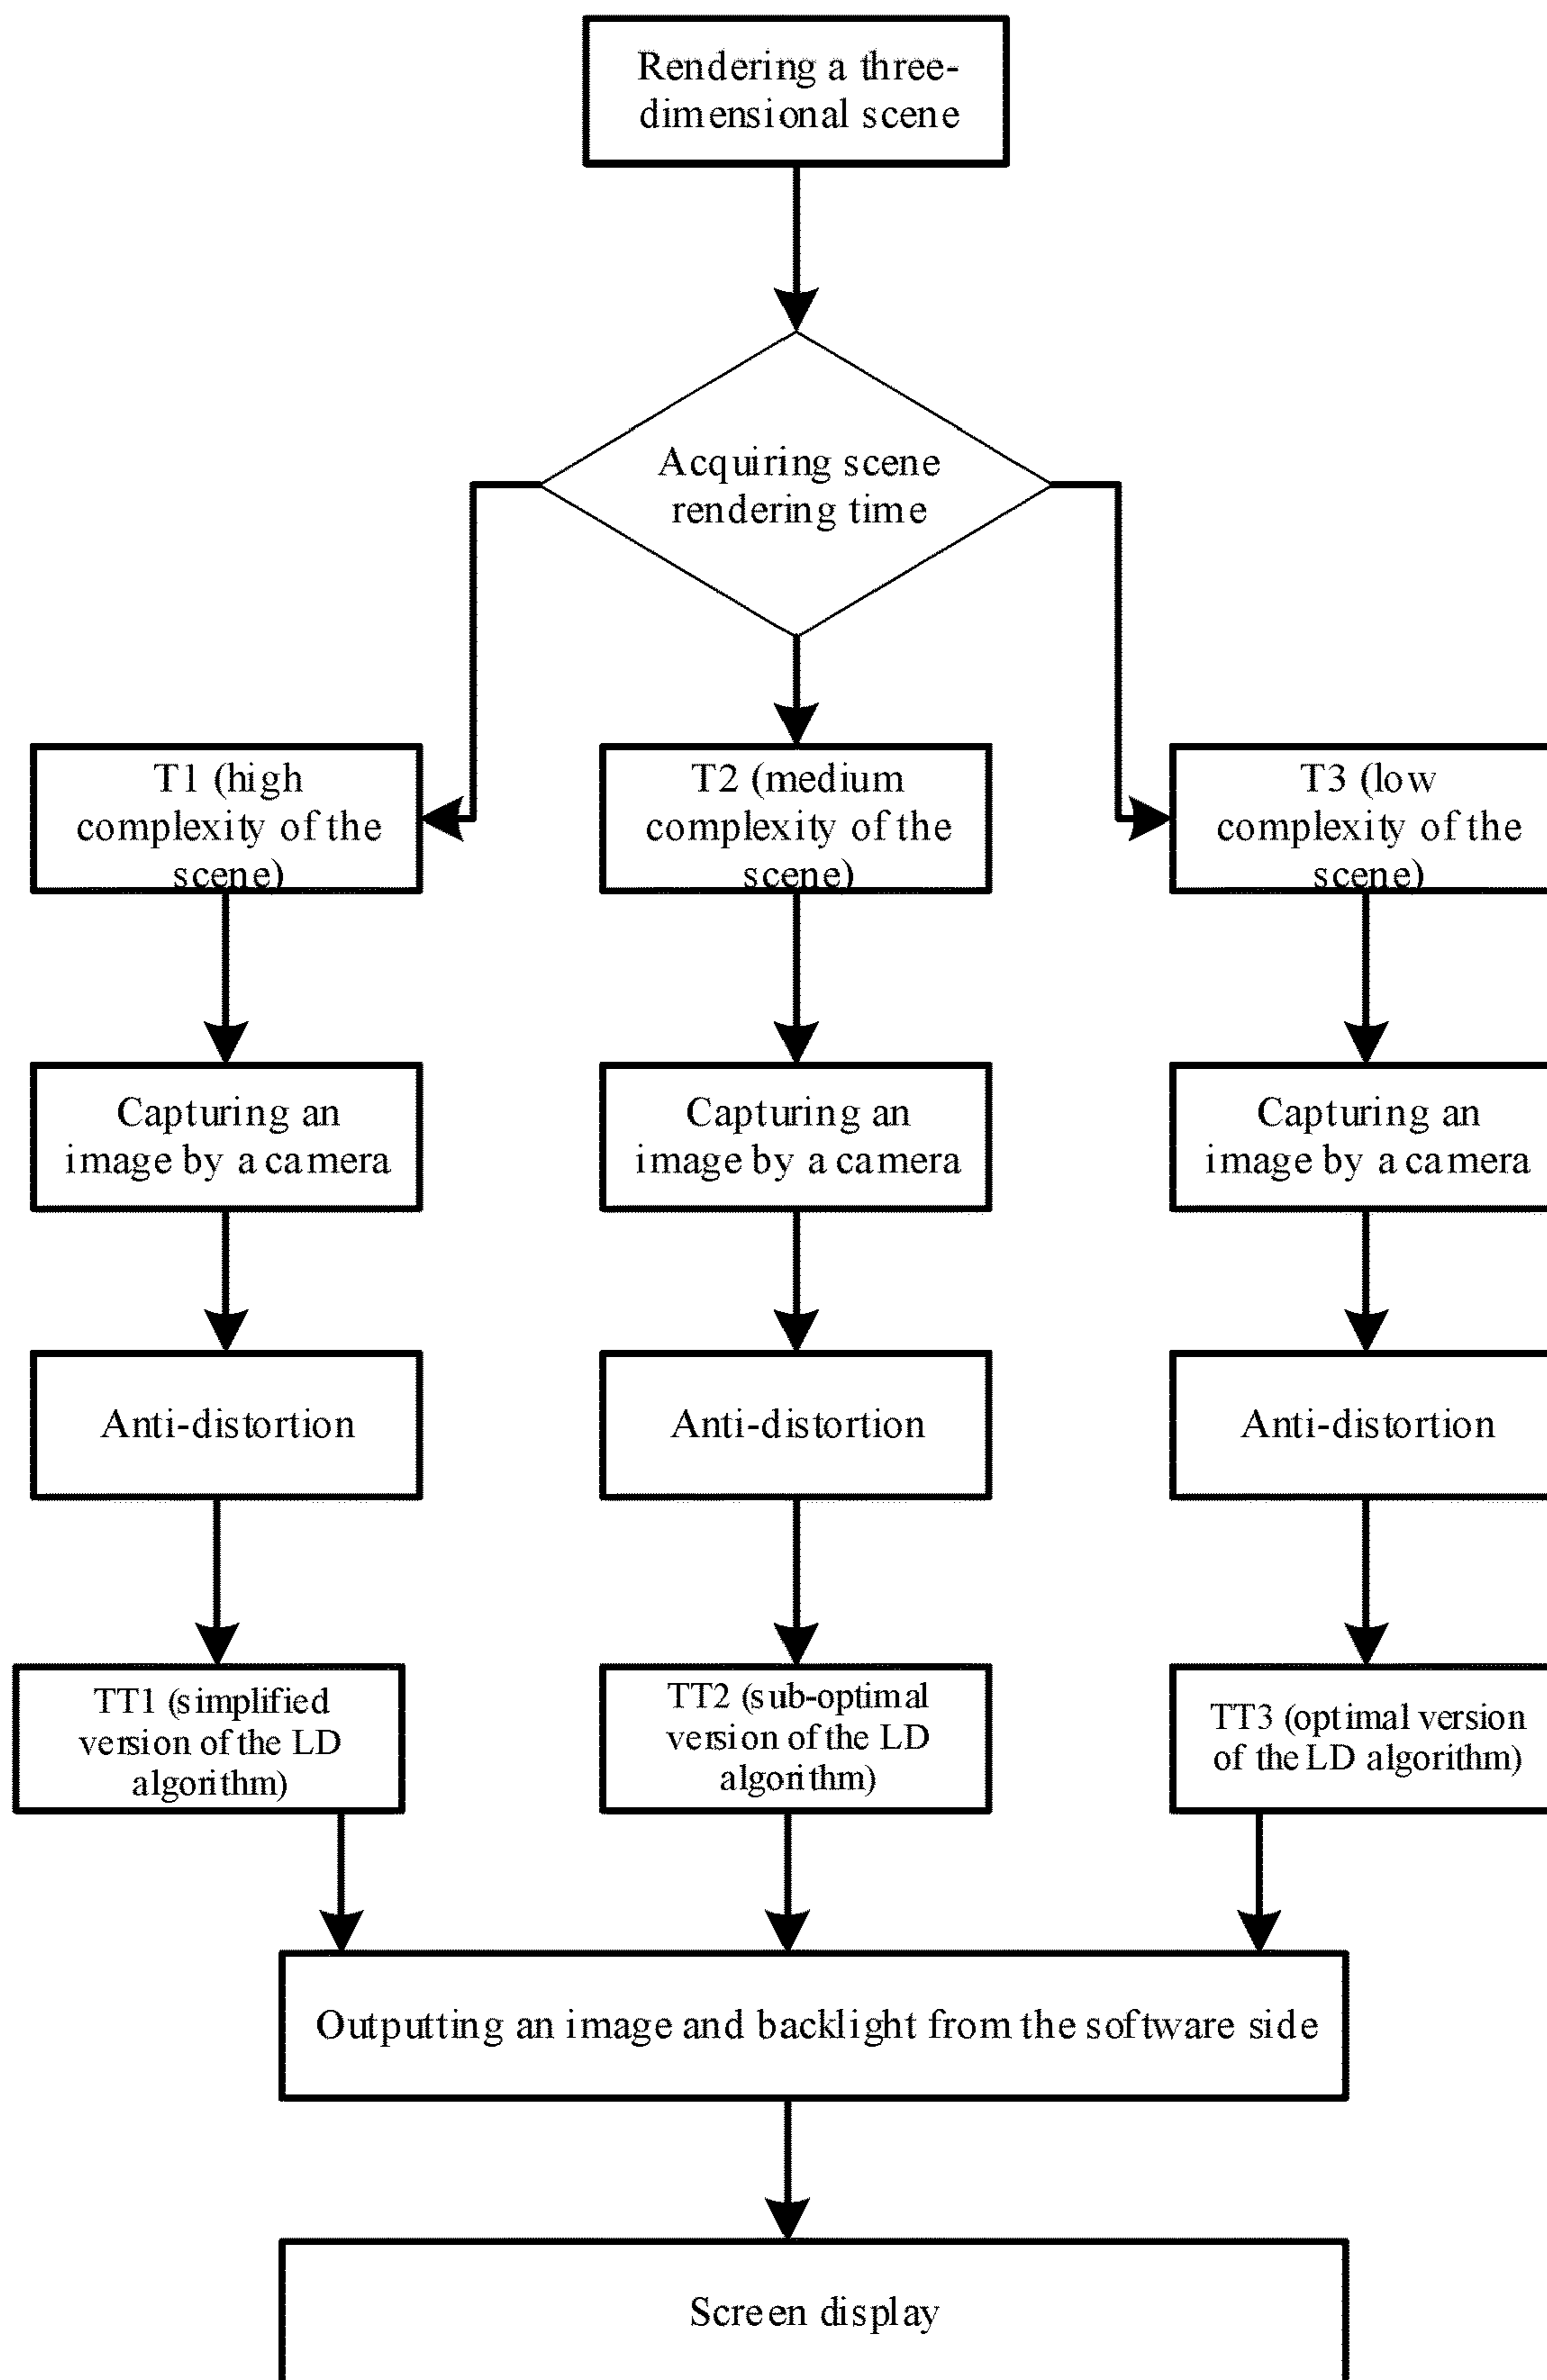 Rendering a three-
dimensional scene
Acquiring scene
rendering time
T1 (high
complexity of the
scene)
T2 (medium
complexity of the
scene)
T3 (low
complexity of the
scene)
Capturing an
image by a camera
Capturing an
image by a camera
Capturing an
image by a camera
Anti-distortion
Anti-distortion
Anti-distortion
TT1 (simplified
version of the LD
algorithm)
TT2 (sub-optimal
version of the LD
algorithm)
TT3 (optimal version
of the LD algorithm)
Outputting an image and backlight from the software side
Screen display